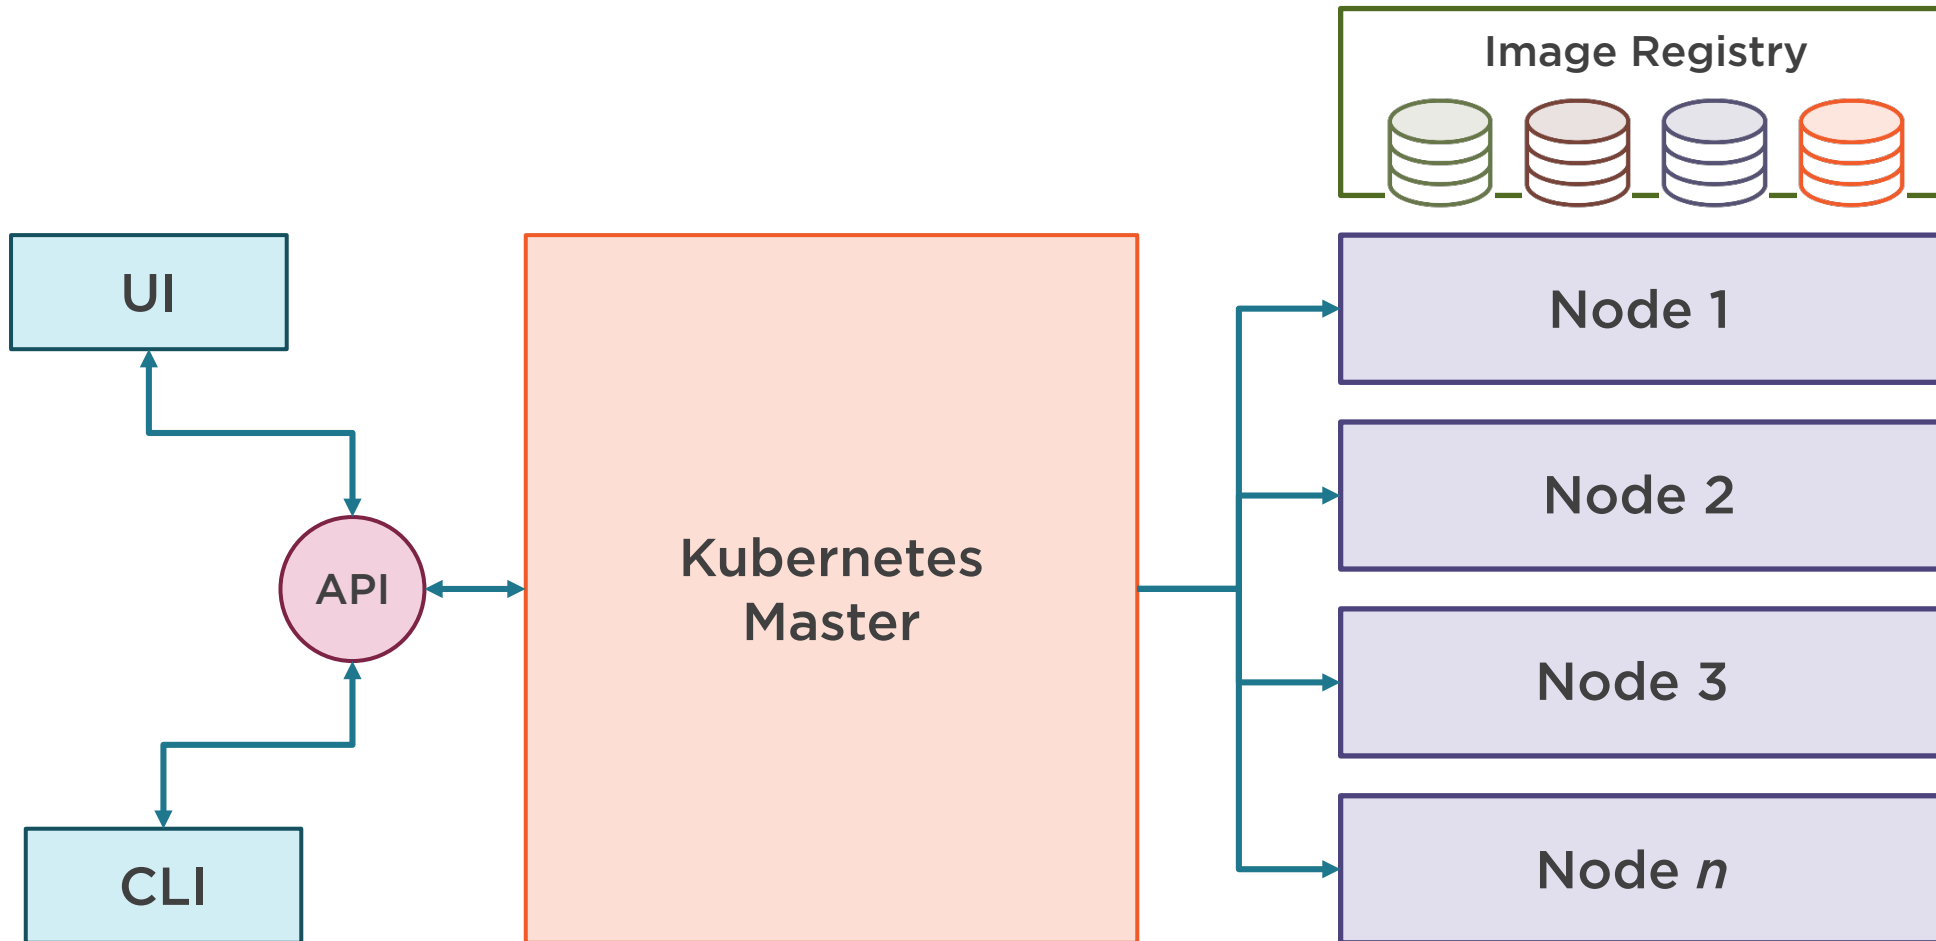 Image Registry
UI
Node 1
Node 2
API
Kubernetes
Master
Node 3
CLI
Node n